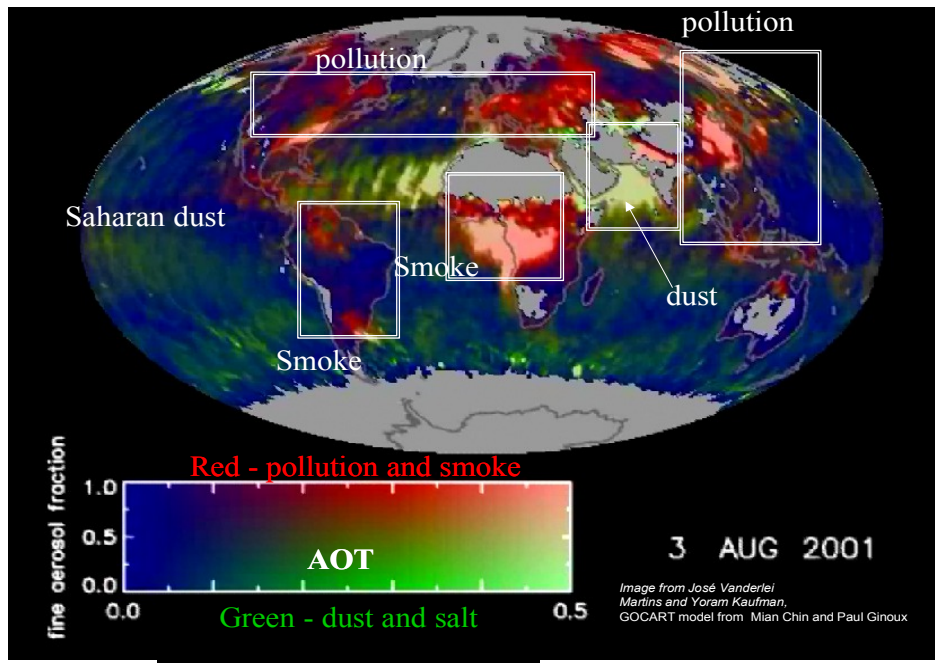 pollution
pollution
Saharan dust
Smoke
dust
Smoke
Red - pollution and smoke
fine aerosol fraction
1.0
0.5
0.0
AOT
0.0
0.5
Green - dust and salt
3 AUG 2001
Image from José Vanderlei
Martins and Yoram Kaufman,
GOCART model from Mian Chin and Paul Ginoux